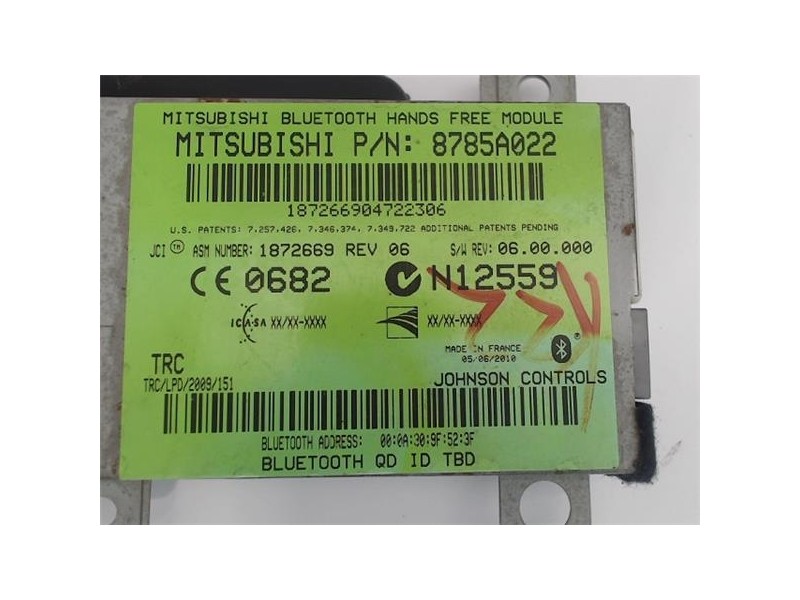 MITSUBISHI BLUETOOTH HANDS FREE MODULE
MITSUBISHI P/N: 8785A022
187266904722306
U.S. PATENTS: 7,257,426, 7,346,374, 7,349,722 ADDITIONAL PATENTS PENDING
JCI TM ASM NUMBER: 1872669 REV 06 S/W REV: 06.00.000
CE 0682 N12559
ICASA XX/XX-XXXX XX/XX-XXXX
MADE IN FRANCE
05/06/2010
®
TRC
TRC/LPD/2009/151
JOHNSON CONTROLS
BLUETOOTH ADDRESS: 00:0A:30:9F:52:3F
BLUETOOTH QD ID TBD